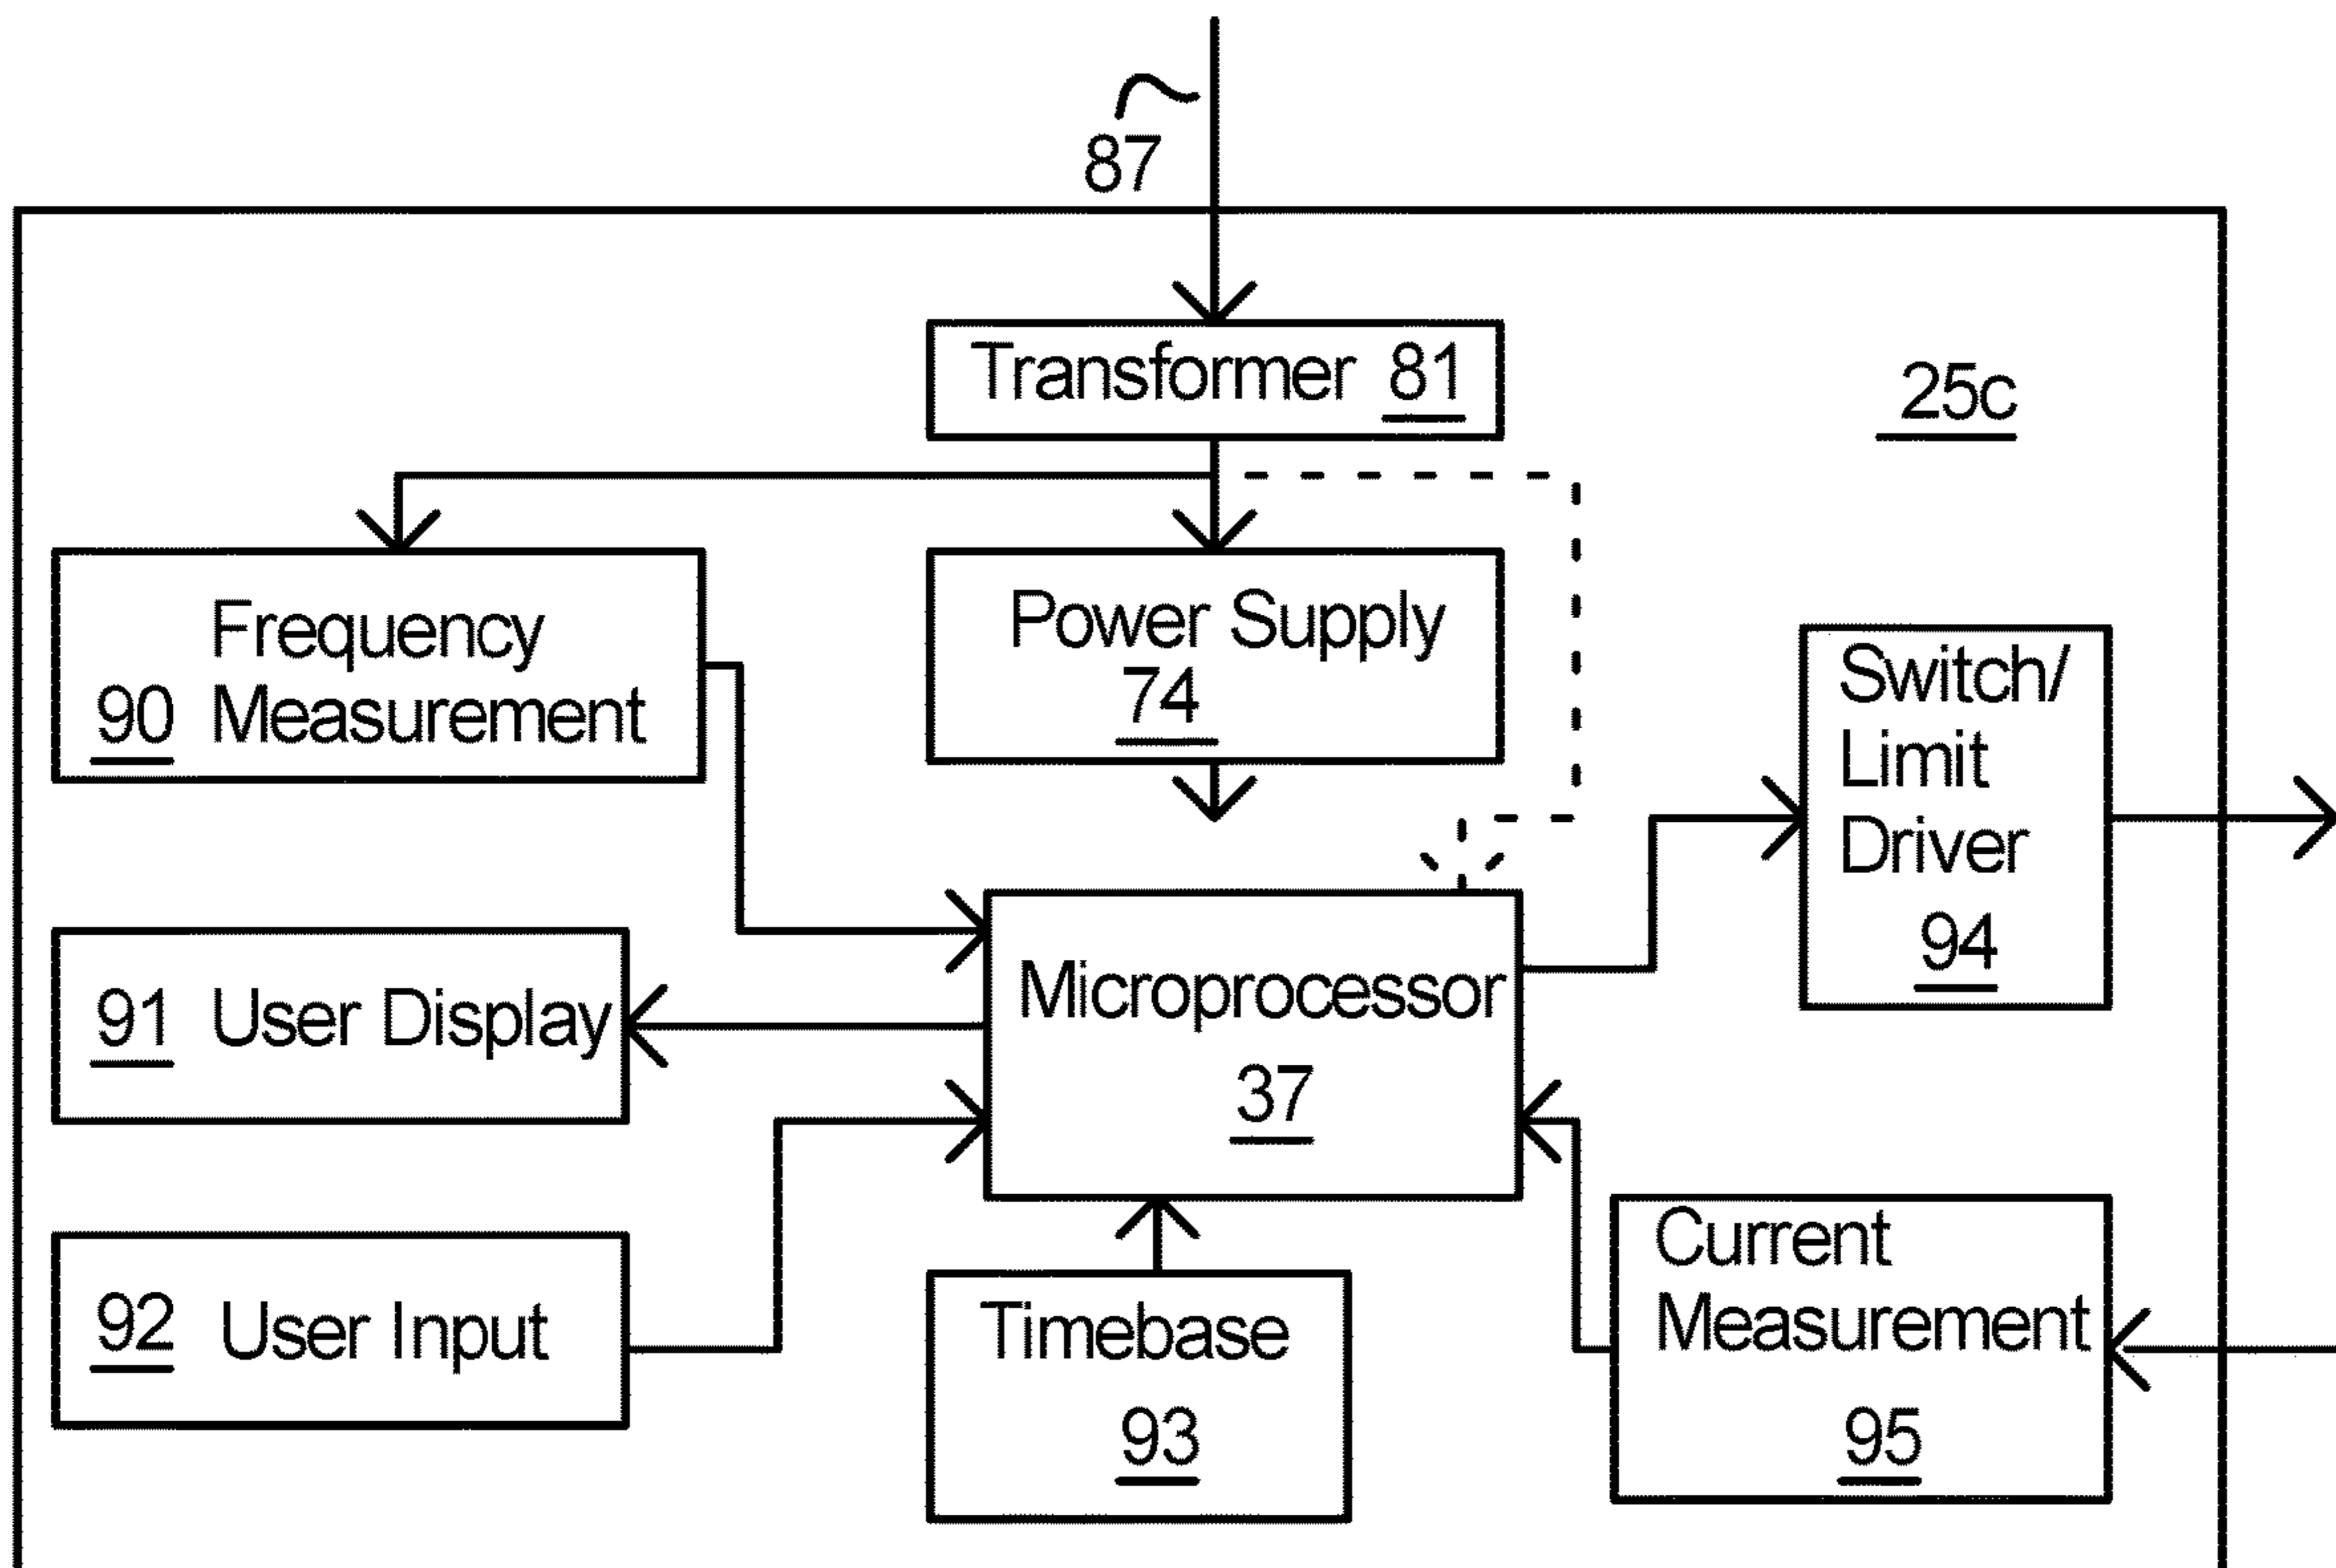 87
Transformer 81
25c
Frequency
90 Measurement
Power Supply
74
Switch/
Limit
Driver
94
91 User Display
Microprocessor
37
92 User Input
Timebase
93
Current
Measurement
95